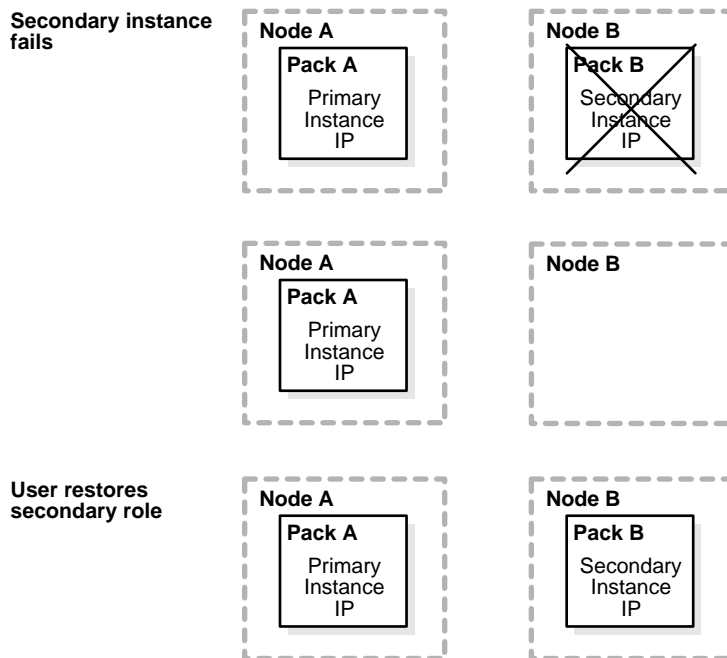 Secondary instance
fails
Node A
Pack A
Primary
Instance
IP
Node B
Pack B
Secondary
Instance
IP
Node A
Pack A
Primary
Instance
IP
Node B
User restores
secondary role
Node A
Pack A
Primary
Instance
IP
Node B
Pack B
Secondary
Instance
IP